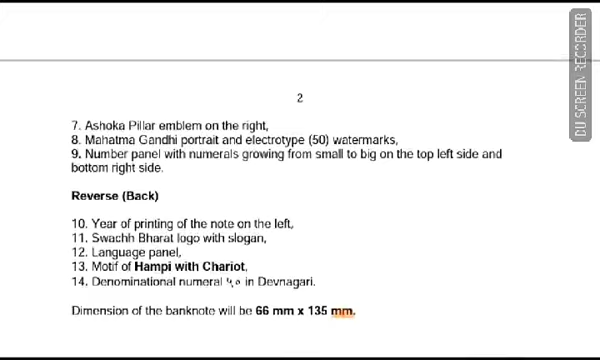 2
7. Ashoka Pillar emblem on the right,
8. Mahatma Gandhi portrait and electrotype (50) watermarks,
9. Number panel with numerals growing from small to big on the top left side and
bottom right side.
Reverse (Back)
10. Year of printing of the note on the left,
11. Swachh Bharat logo with slogan,
12. Language panel,
13. Motif of Hampi with Chariot,
14. Denominational numeral ५० in Devnagari.
Dimension of the banknote will be 66 mm x 135 mm.
DU SCREEN RECORDER